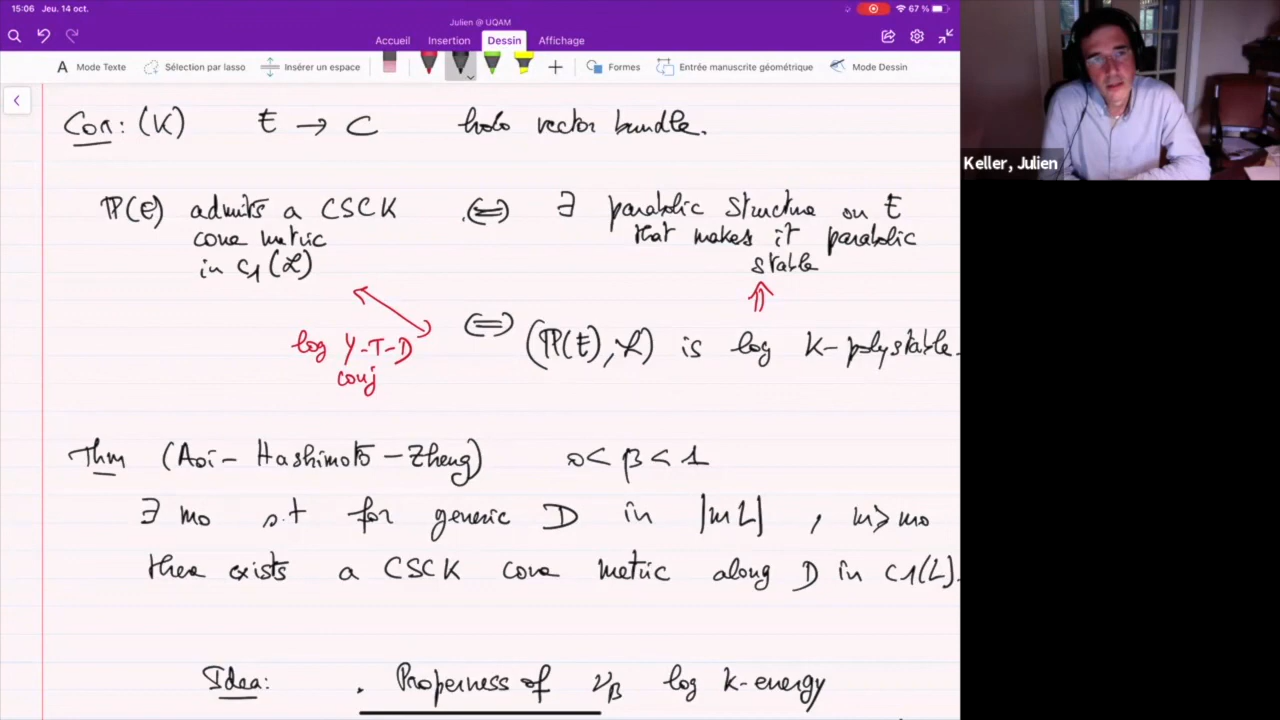 15:06 Jeu. 14 oct.
67 %
Julien @ UQAM
Accueil Insertion Dessin Affichage
A Mode Texte Sélection par lasso Insérer un espace Formes Entrée manuscrite géométrique Mode Dessin
Keller, Julien
Cor: (K) E → C holo vector bundle.
P(E) admits a CSCK ⇔ ∃ parabolic structure on E
cone metric that makes it parabolic
in c1(L) stable
⇔ (P(E), L) is log K-polystable.
log Y-T-D
conj
Thm (Aoi - Hashimoto - Zheng) 0 < β < 1
∃ mo s.t for generic D in |mL|, m ≥ mo
there exists a CSCK cone metric along D in c1(L).
Idea: . Properness of νβ log K-energy